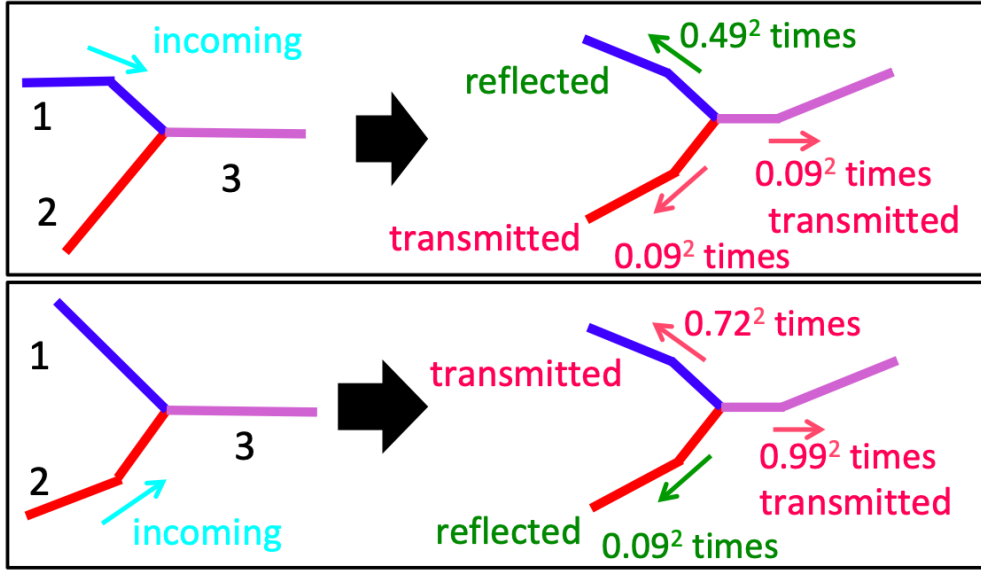 incoming
0.49² times
reflected
1
3
0.09² times
2
transmitted
transmitted
0.09² times
1
0.72² times
transmitted
3
2
0.99² times
transmitted
incoming
reflected
0.09² times